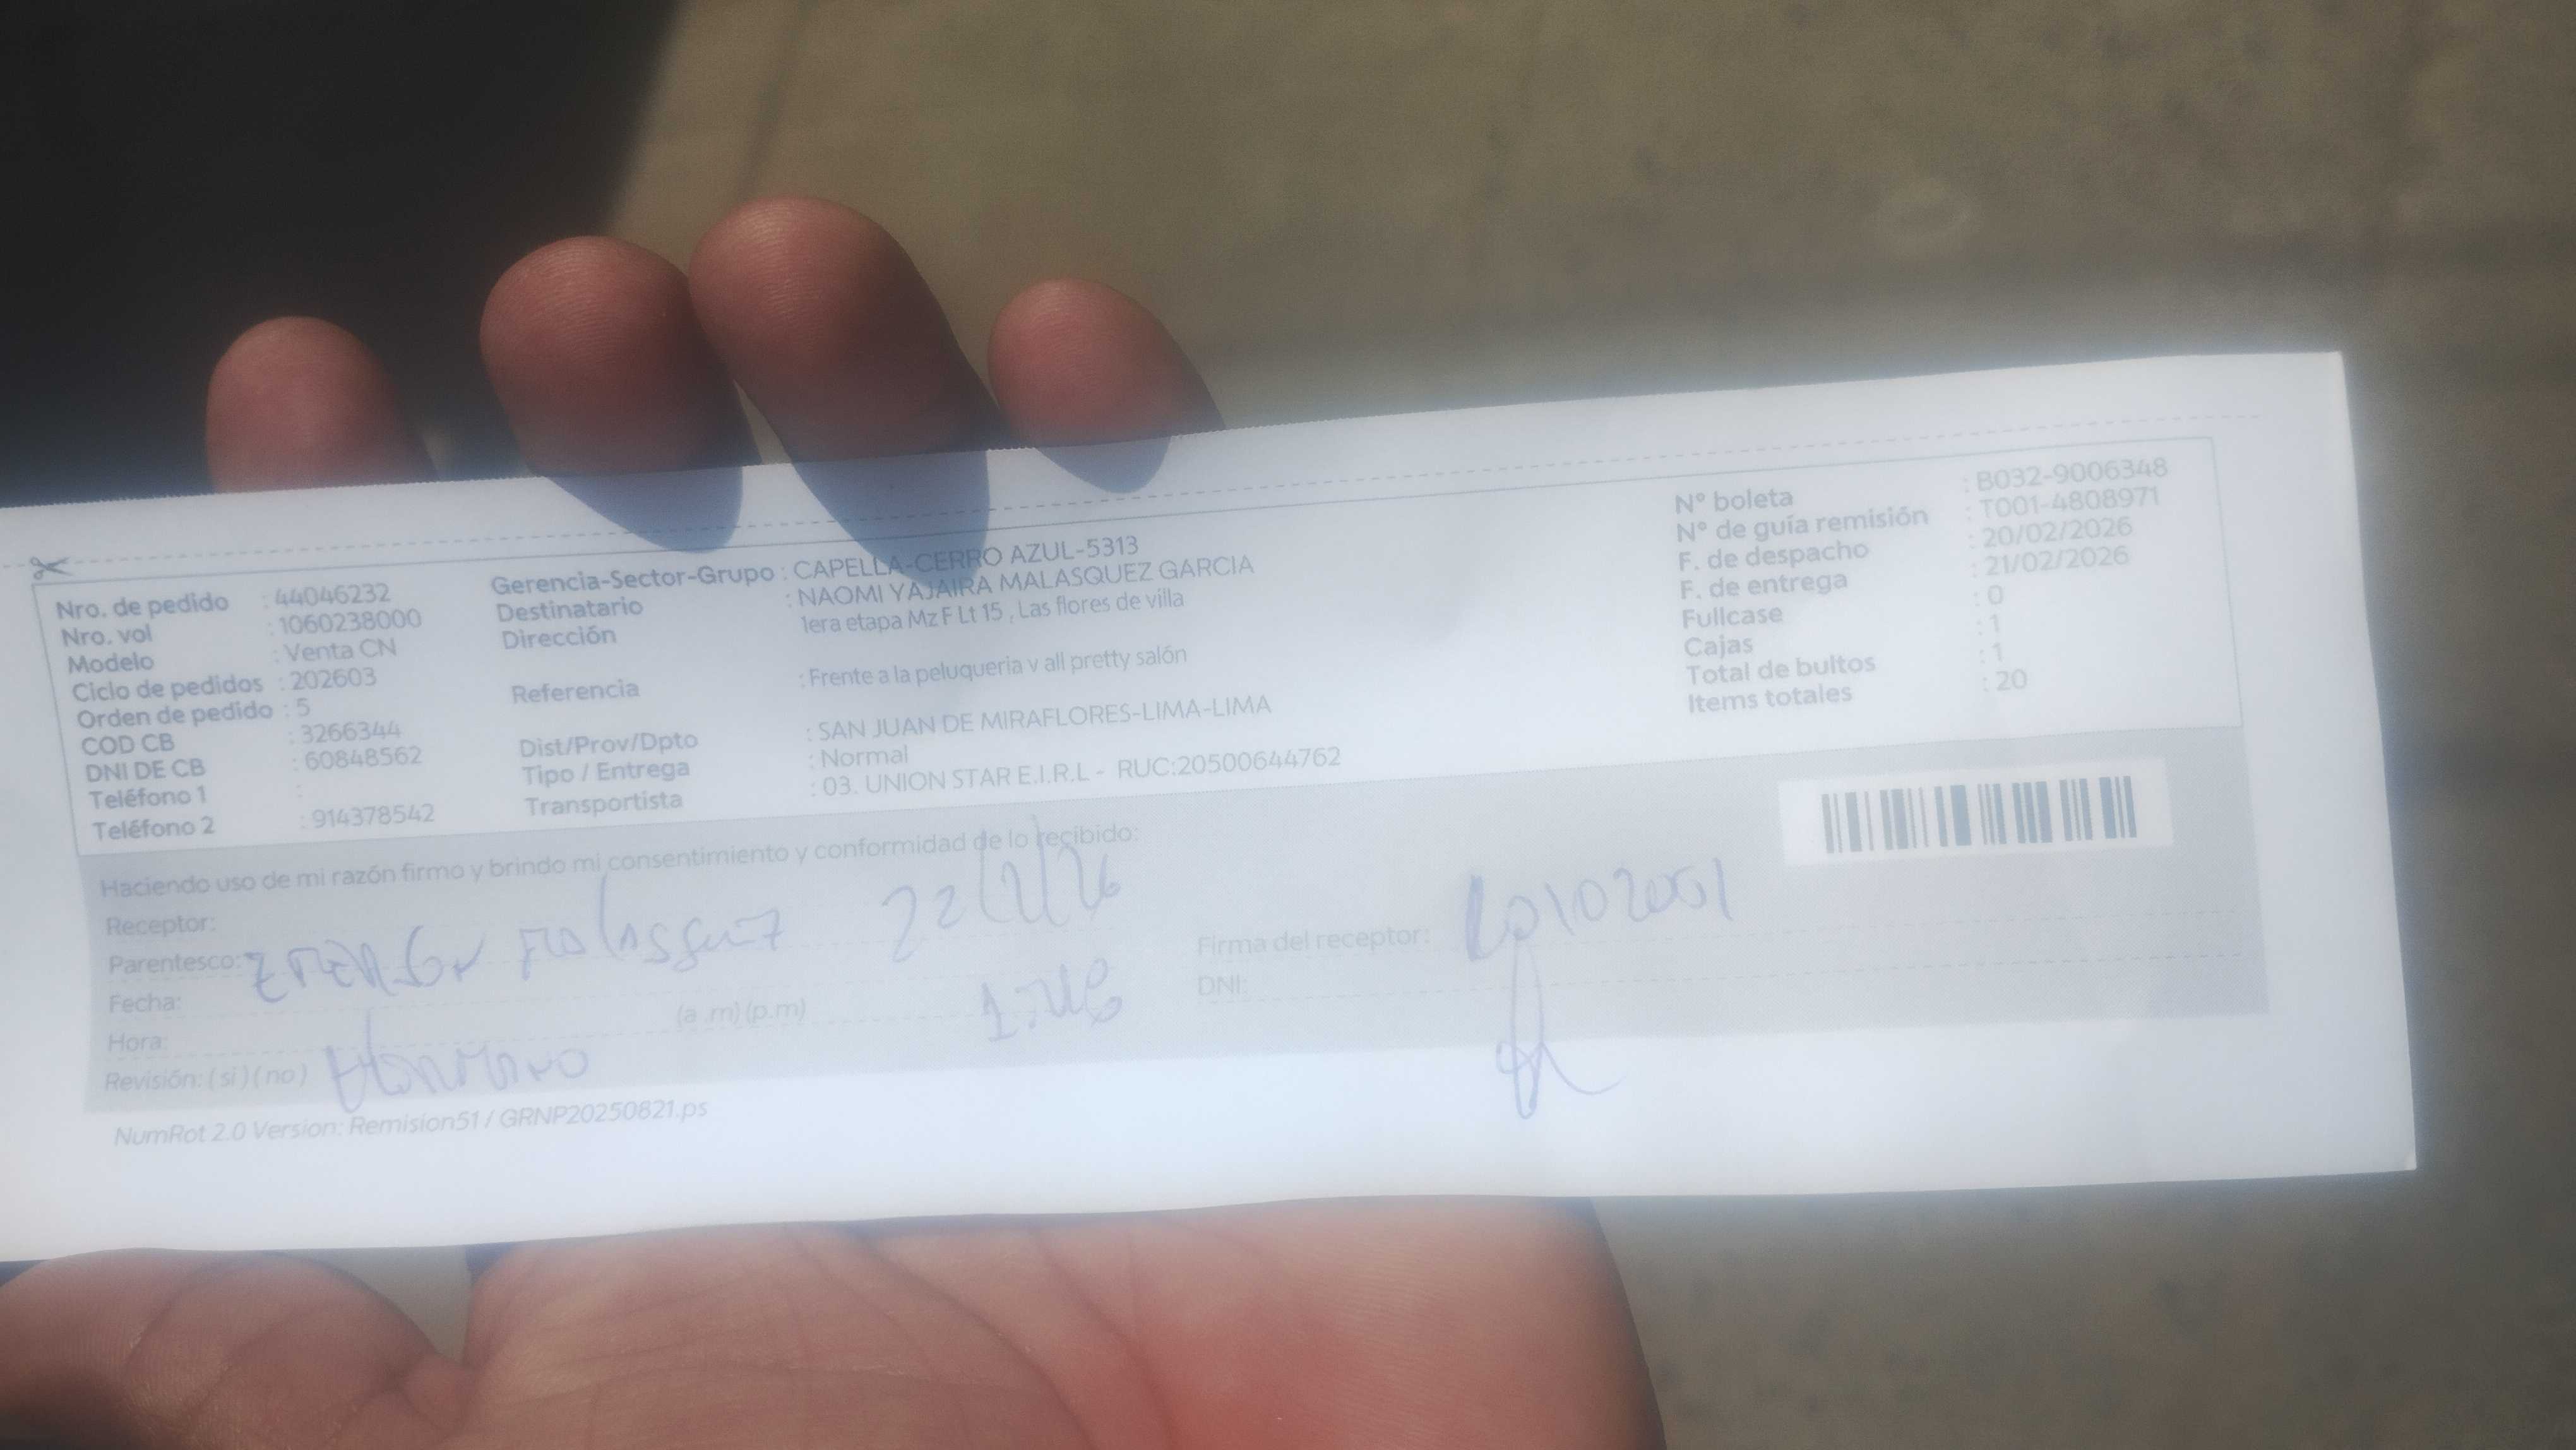 Nro. de pedido : 44046232
Nro. vol : 1060238000
Modelo : Venta CN
Ciclo de pedidos : 202603
Orden de pedido : 5
COD CB : 3266344
DNI DE CB : 60848562
Teléfono 1 :
Teléfono 2 : 914378542
Gerencia-Sector-Grupo : CAPELLA-CERRO AZUL-5313
Destinatario : NAOMI YAJAIRA MALASQUEZ GARCIA
Dirección 1era etapa Mz F Lt 15 , Las flores de villa
Referencia : Frente a la peluqueria v all pretty salón
Dist/Prov/Dpto : SAN JUAN DE MIRAFLORES-LIMA-LIMA
Tipo / Entrega : Normal
Transportista : 03. UNION STAR E.I.R.L - RUC:20500644762
N° boleta : B032-9006348
N° de guía remisión : T001-4808971
F. de despacho : 20/02/2026
F. de entrega : 21/02/2026
Fullcase : 0
Cajas : 1
Total de bultos : 1
Items totales : 20
Haciendo uso de mi razón firmo y brindo mi consentimiento y conformidad de lo recibido:
Receptor:
Parentesco:
Fecha:
Hora: (a .m) (p.m)
Revisión: ( si ) ( no )
Firma del receptor:
DNI:
NumRot 2.0 Version: Remision51 / GRNP20250821.ps